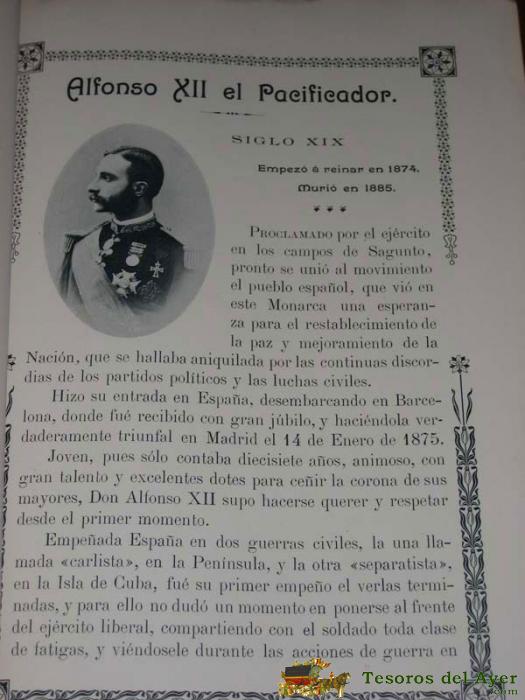 Alfonso XII el Pacificador.
SIGLO XIX
Empezó á reinar en 1874.
Murió en 1885.
PROCLAMADO por el ejército
en los campos de Sagunto,
pronto se unió al movimiento
el pueblo español, que vió en
este Monarca una esperan-
za para el restablecimiento de
la paz y mejoramiento de la
Nación, que se hallaba aniquilada por las continuas discor-
dias de los partidos políticos y las luchas civiles.
Hizo su entrada en España, desembarcando en Barce-
lona, donde fué recibido con gran júbilo, y haciéndola ver-
daderamente triunfal en Madrid el 14 de Enero de 1875.
Joven, pues sólo contaba diecisiete años, animoso, con
gran talento y excelentes dotes para ceñir la corona de sus
mayores, Don Alfonso XII supo hacerse querer y respetar
desde el primer momento.
Empeñada España en dos guerras civiles, la una lla-
mada «carlista», en la Península, y la otra «separatista»,
en la Isla de Cuba, fué su primer empeño el verlas termi-
nadas, y para ello no dudó un momento en ponerse al frente
del ejército liberal, compartiendo con el soldado toda clase
de fatigas, y viéndosele durante las acciones de guerra en
Tesoros del Ayer
.com